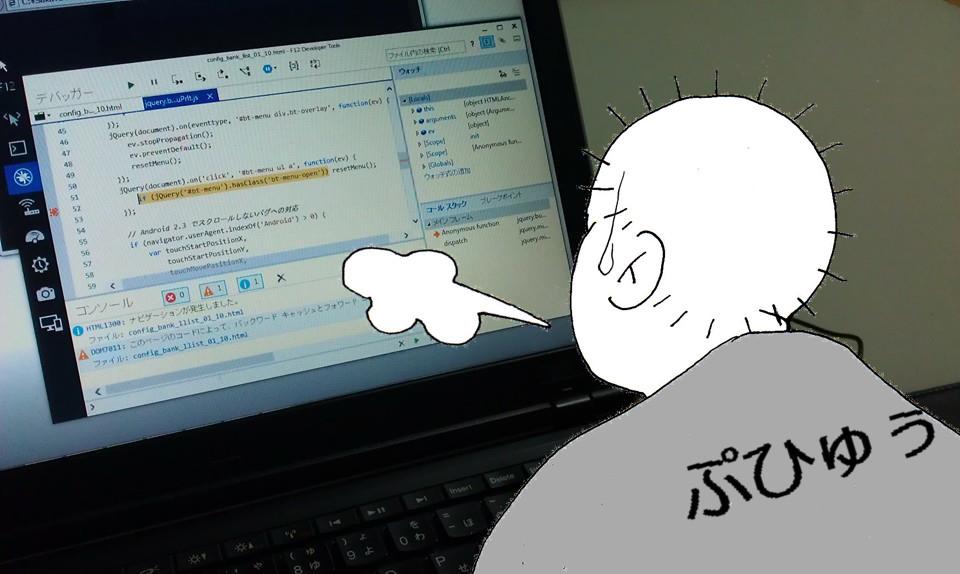 config_bank_llist_01_10.html - F12 Developer Tools
F12
デバッガー
ファイル内の検索 (Ctrl
?
config_b..._10.html
jquery.b...uPrlt.js ×
45 });
46 jQuery(document).on(eventtype, '#bt-menu div.bt-overlay', function(ev) {
47 ev.stopPropagation();
48 ev.preventDefault();
49 resetMenu();
50 });
51 jQuery(document).on('click', '#bt-menu ul a', function(ev) {
52 if (jQuery('#bt-menu').hasClass('bt-menu-open')) resetMenu();
53 });
54 // Android 2.3 でスクロールしないバグへの対応
55 if (navigator.userAgent.indexOf('Android') > 0) {
56 var touchStartPositionX,
57 touchStartPositionY,
58 touchMovePositionX,
59
ウォッチ
[Locals]
this [object HTMLAnc...
arguments [object (Argume...
ev [object]
[Scope] init
[Scope] [Anonymous fun...
[Globals]
ウォッチ式の追加
コール スタック ブレークポイント
メイン フレーム
Anonymous function jquery.bu...
dispatch jquery.mi...
コンソール 0 1 1
HTML1300: ナビゲーションが発生しました。
ファイル: config_bank_llist_01_10.html
DOM7011: このページのコードによって、バックワード キャッシュとフォワード
ファイル: config_bank_llist_01_10.html
ぷひゅぅ
Insert
Delete